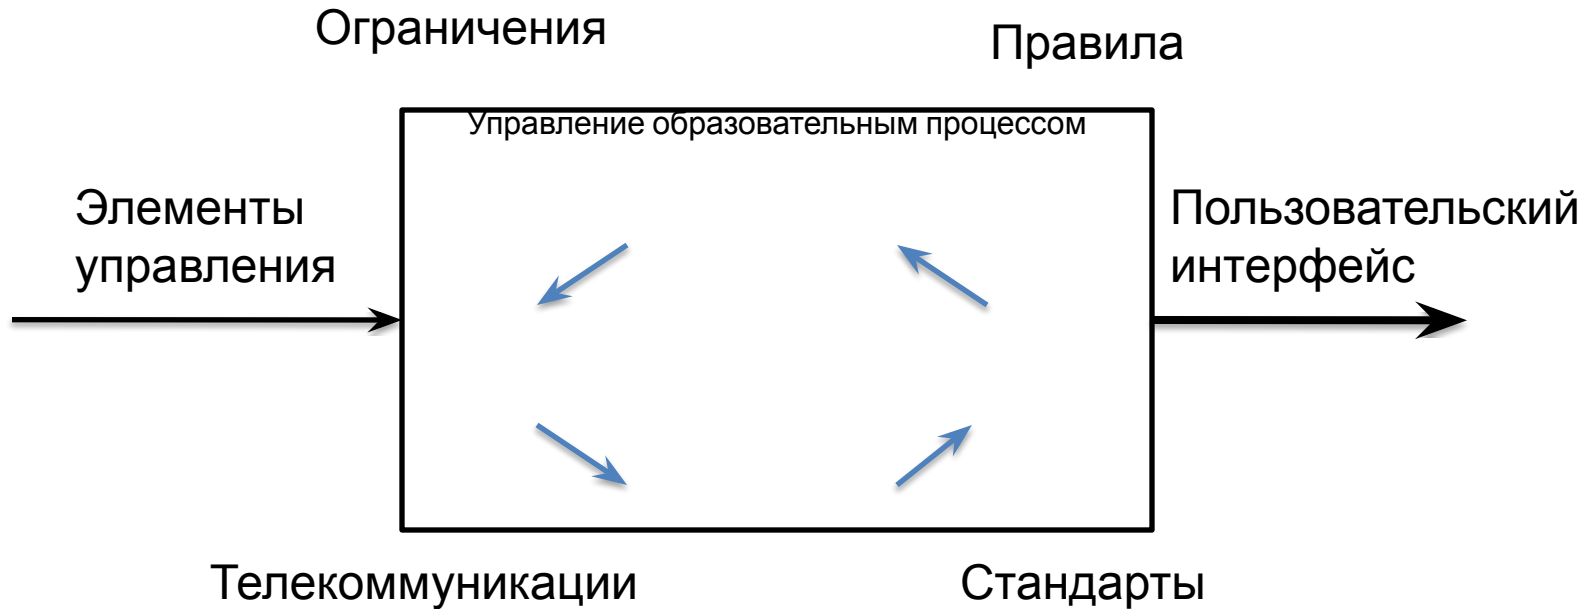 Ограничения
Правила
Управление образовательным процессом
Элементы
управления
Пользовательский
интерфейс
Телекоммуникации
Стандарты